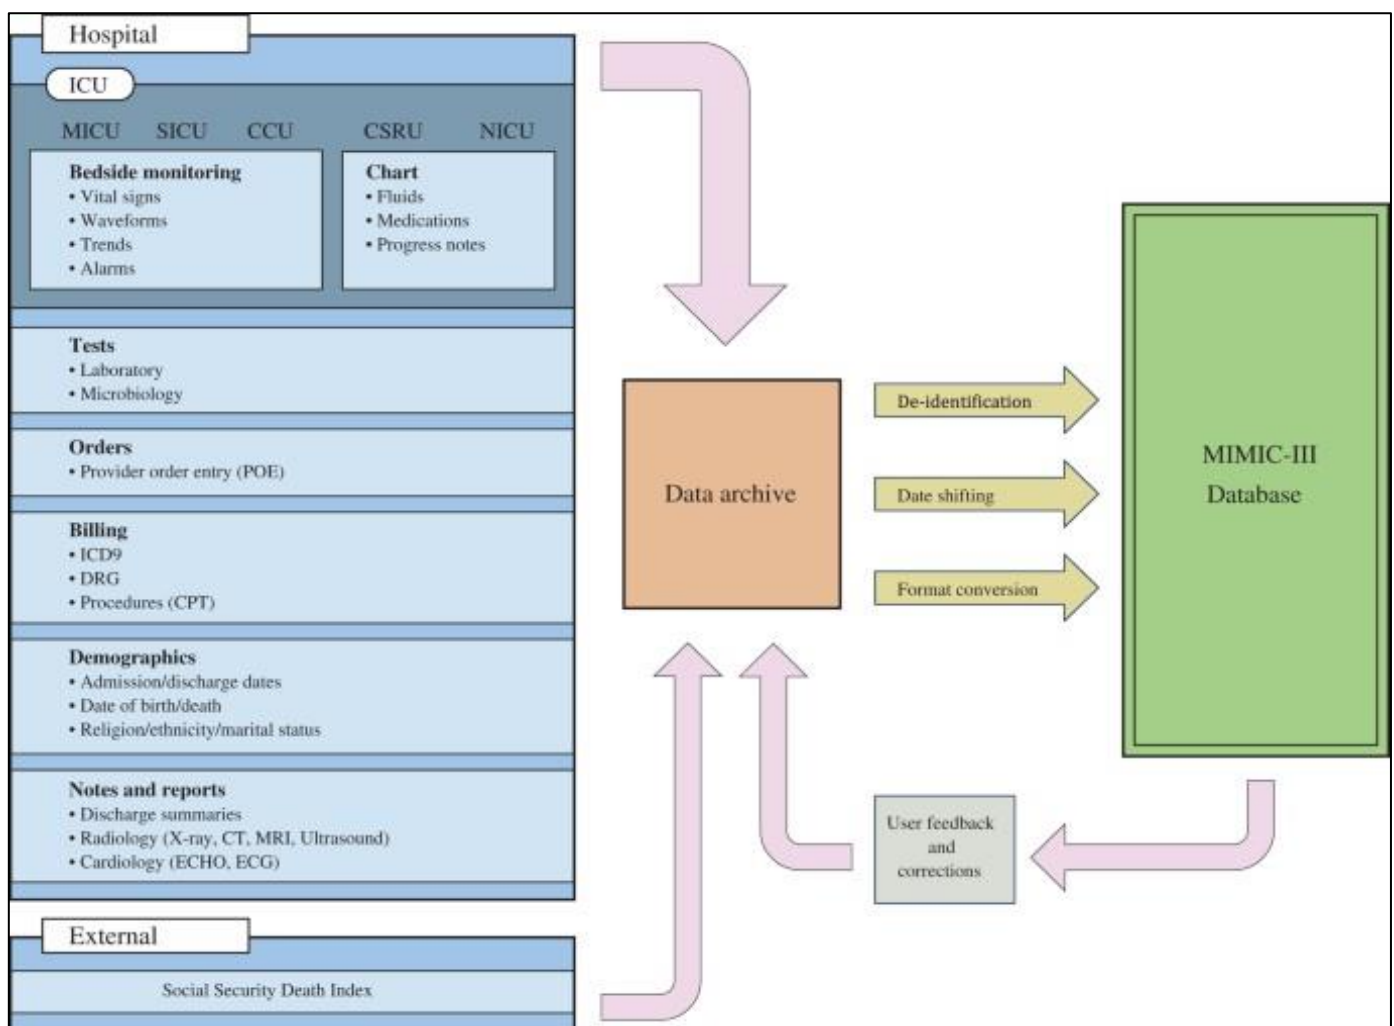 Hospital
ICU
MICU SICU CCU CSRU NICU
Bedside monitoring
• Vital signs
• Waveforms
• Trends
• Alarms
Chart
• Fluids
• Medications
• Progress notes
Tests
• Laboratory
• Microbiology
Orders
• Provider order entry (POE)
Billing
• ICD9
• DRG
• Procedures (CPT)
Demographics
• Admission/discharge dates
• Date of birth/death
• Religion/ethnicity/marital status
Notes and reports
• Discharge summaries
• Radiology (X-ray, CT, MRI, Ultrasound)
• Cardiology (ECHO, ECG)
External
Social Security Death Index
Data archive
De-identification
Date shifting
Format conversion
MIMIC-III
Database
User feedback
and
corrections